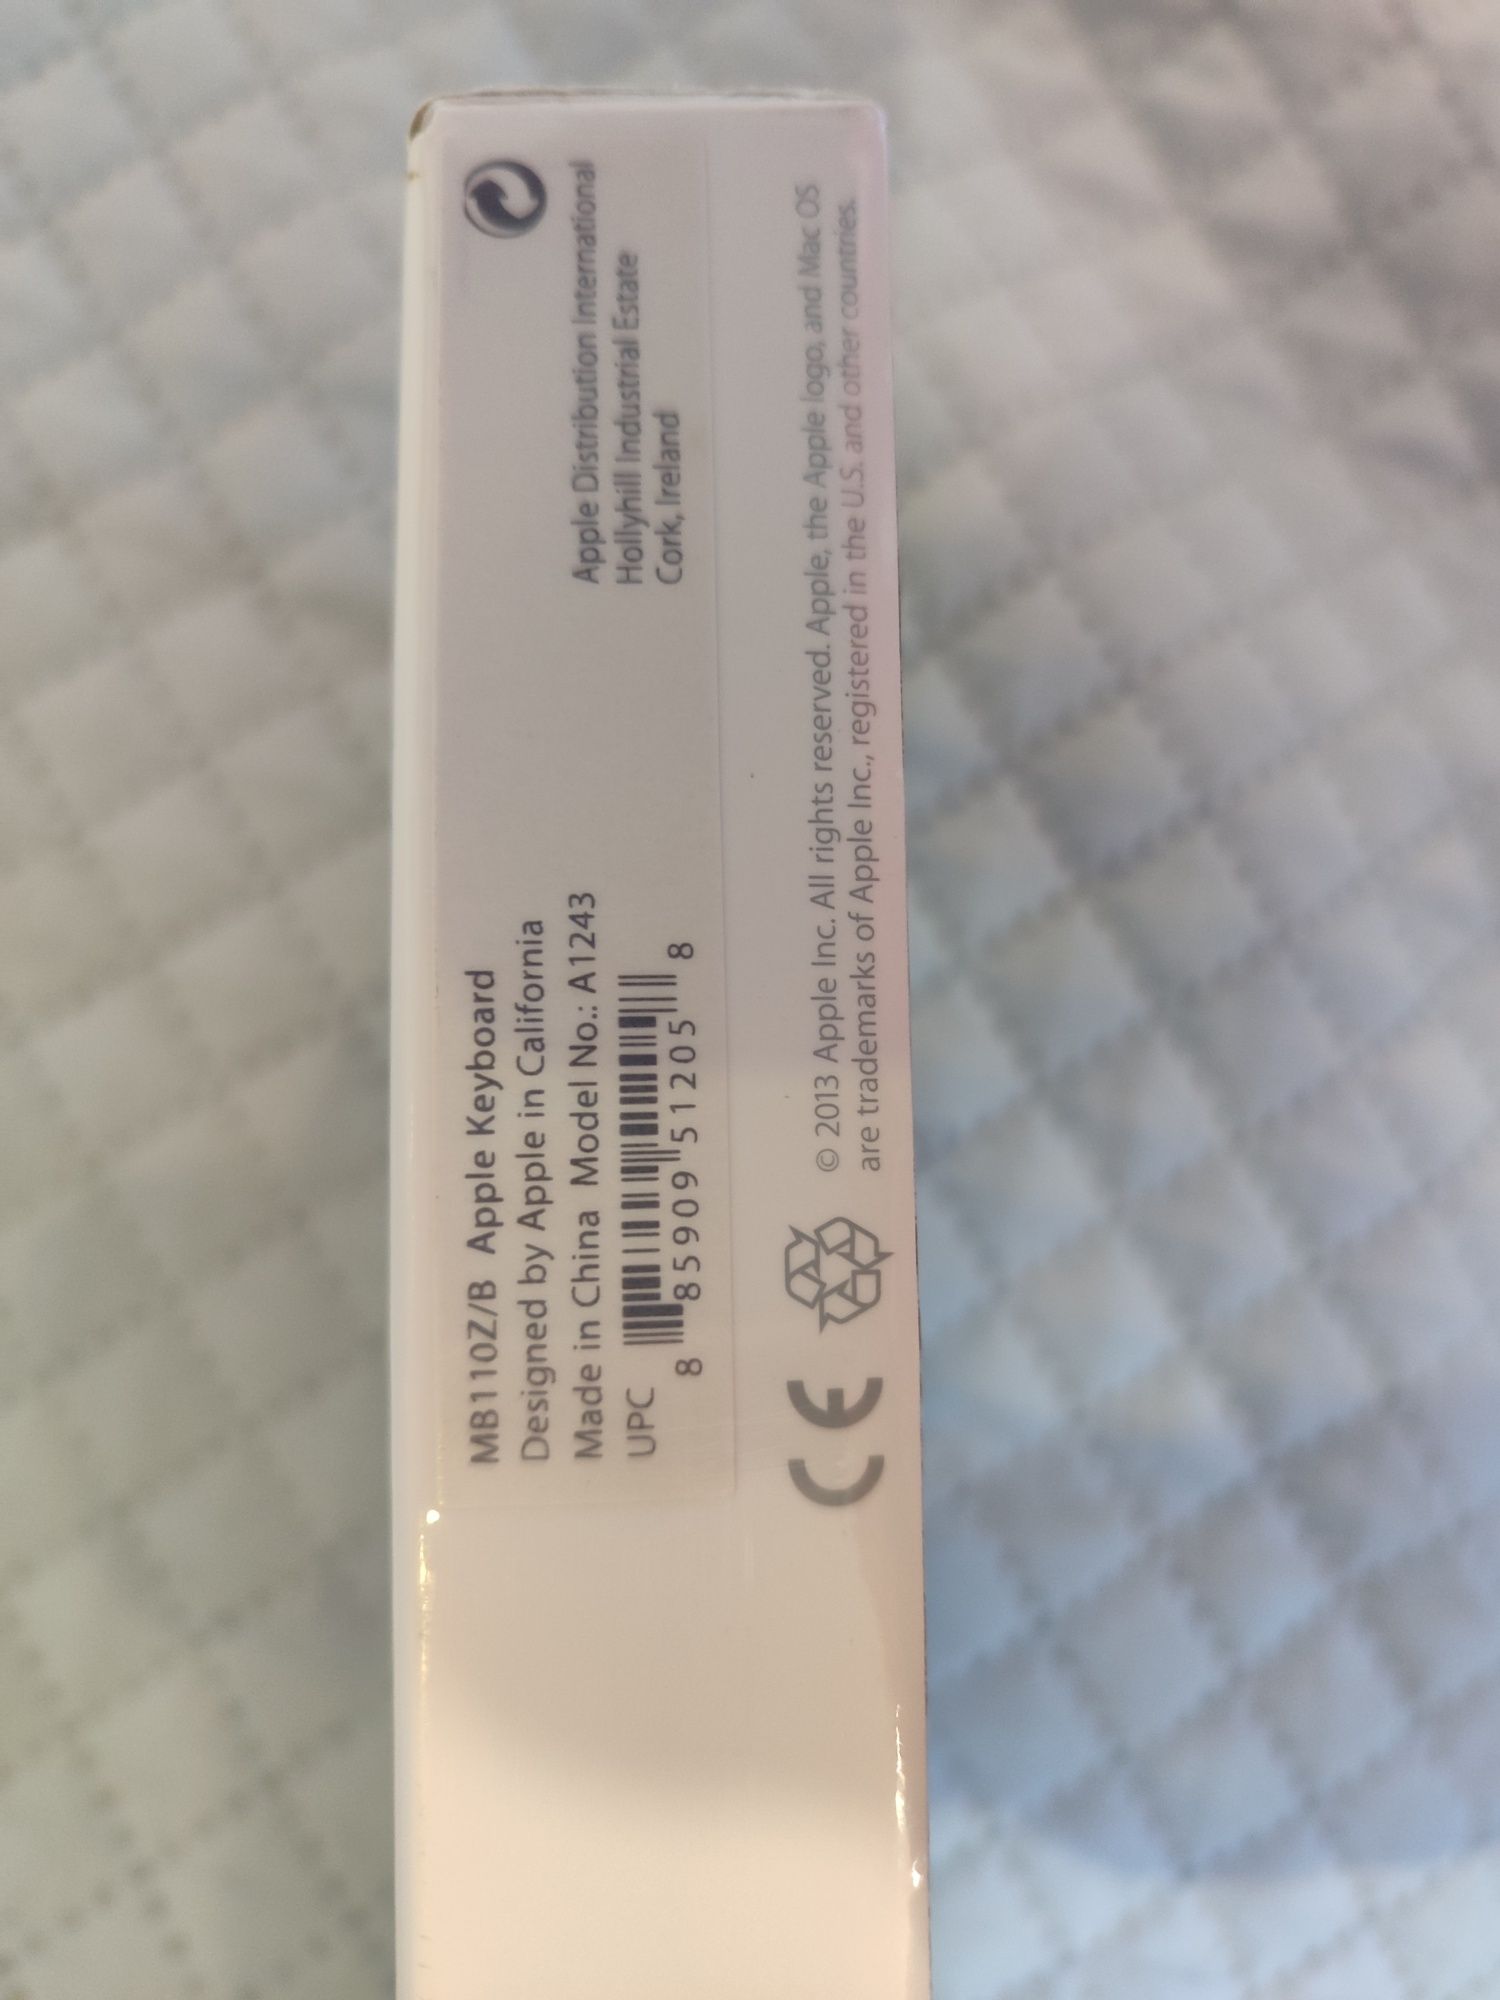 MB110Z/B Apple Keyboard
Designed by Apple in California
Made in China Model No.: A1243
UPC
8 85909 51205 8
Apple Distribution International
Hollyhill Industrial Estate
Cork, Ireland
CE
© 2013 Apple Inc. All rights reserved. Apple, the Apple logo, and Mac OS
are trademarks of Apple Inc., registered in the U.S. and other countries.